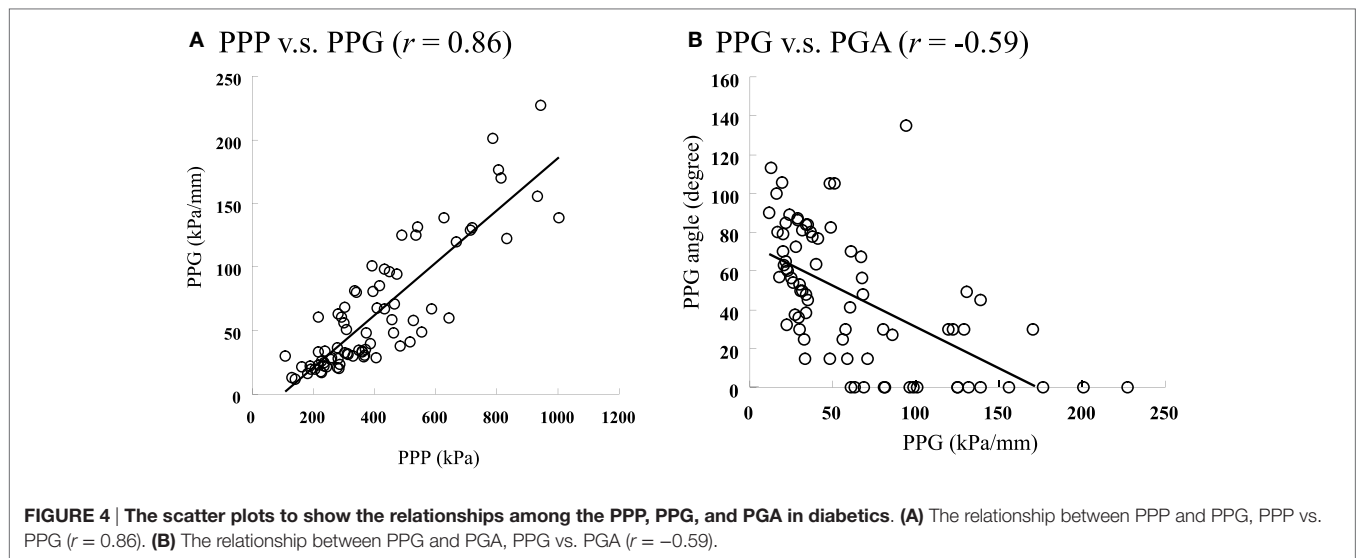 A PPP v.s. PPG (r = 0.86)
250
200
150
100
50
0
PPG (kPa/mm)
0 200 400 600 800 1000 1200
PPP (kPa)
B PPG v.s. PGA (r = -0.59)
160
140
120
100
80
60
40
20
0
PPG angle (degree)
0 50 100 150 200 250
PPG (kPa/mm)
FIGURE 4 | The scatter plots to show the relationships among the PPP, PPG, and PGA in diabetics. (A) The relationship between PPP and PPG, PPP vs.
PPG (r = 0.86). (B) The relationship between PPG and PGA, PPG vs. PGA (r = −0.59).